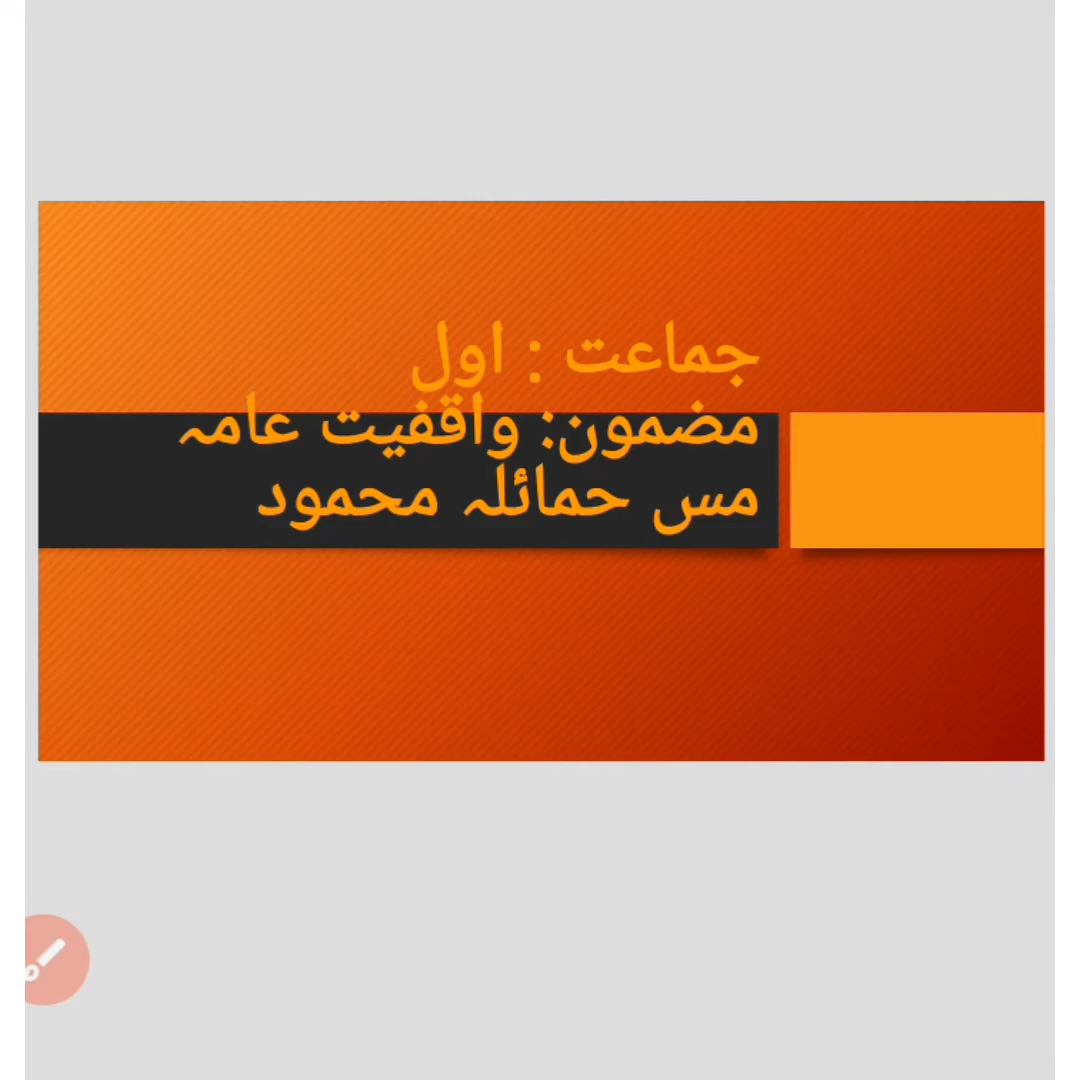 جماعت : اول
مضمون: واقفیت عامہ
مس حمائلہ محمود